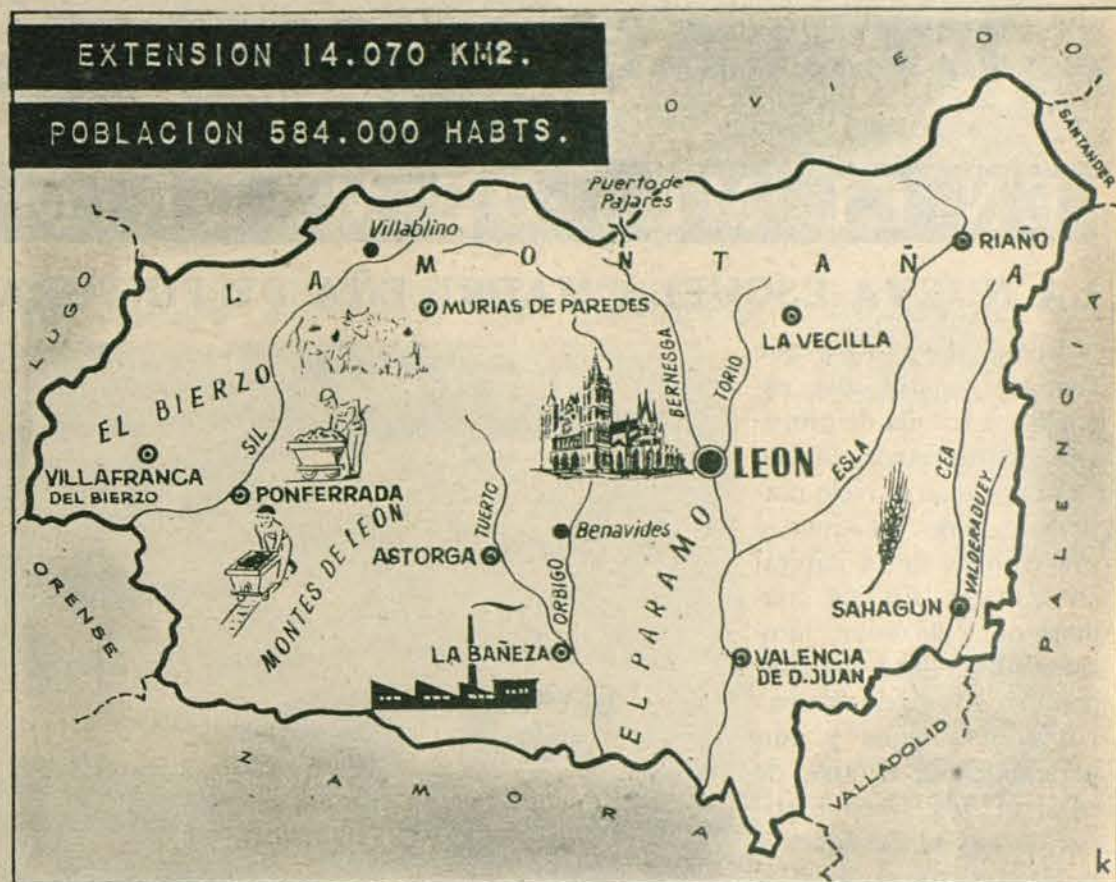 EXTENSION 14.070 KM2.
POBLACION 584.000 HABTS.
OVIEDO
SANTANDER
Puerto de
Pajares
Villablino
RIAÑO
LA MONTAÑA
LUGO
MURIAS DE PAREDES
LA VECILLA
EL BIERZO
SIL
BERNESGA
TORIO
PALENCIA
VILLAFRANCA
DEL BIERZO
PONFERRADA
LEON
ESLA
CEA
TUERTO
MONTES DE LEON
Benavides
ASTORGA
ORBIGO
EL PARAMO
VALDERADUEY
ORENSE
SAHAGUN
LA BAÑEZA
VALENCIA
DE D. JUAN
ZAMORA
VALLADOLID
k